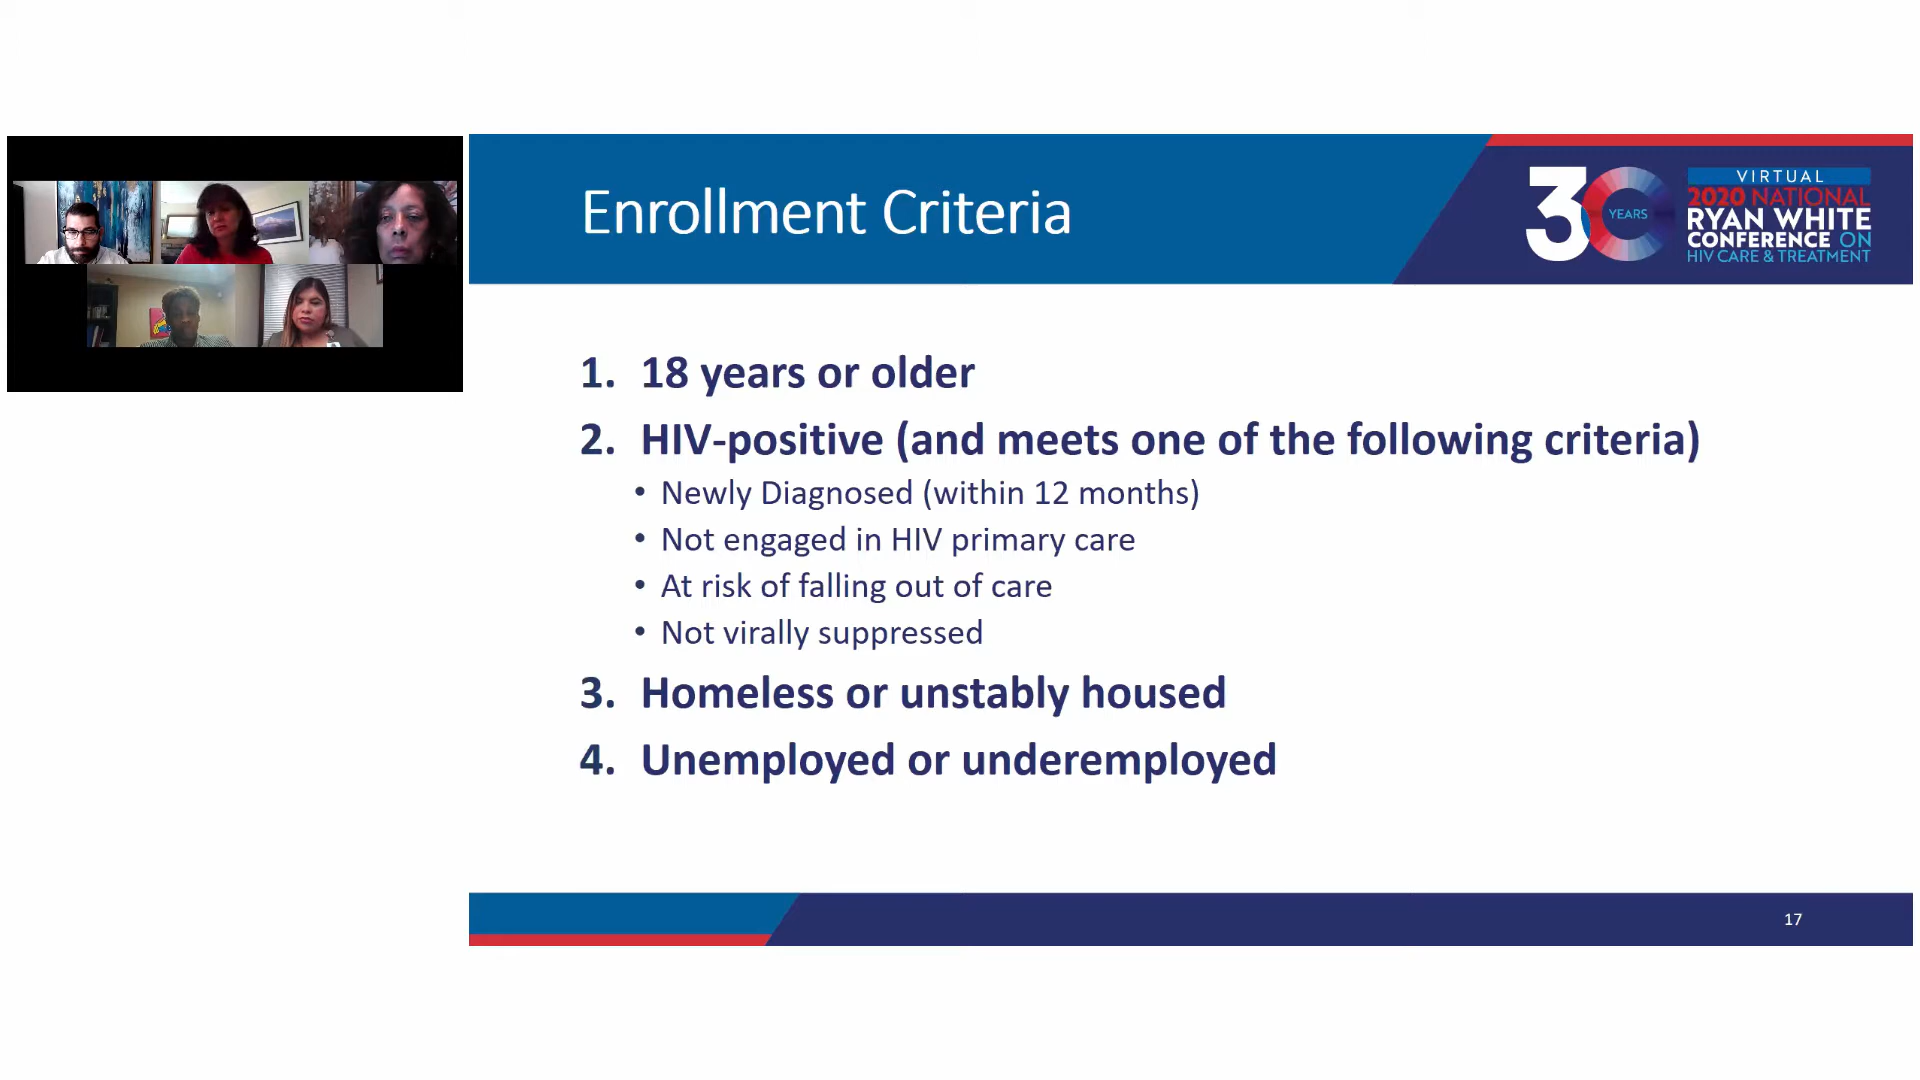 Enrollment Criteria
30 YEARS
VIRTUAL
2020 NATIONAL
RYAN WHITE
CONFERENCE ON
HIV CARE & TREATMENT
1. 18 years or older
2. HIV-positive (and meets one of the following criteria)
• Newly Diagnosed (within 12 months)
• Not engaged in HIV primary care
• At risk of falling out of care
• Not virally suppressed
3. Homeless or unstably housed
4. Unemployed or underemployed
17